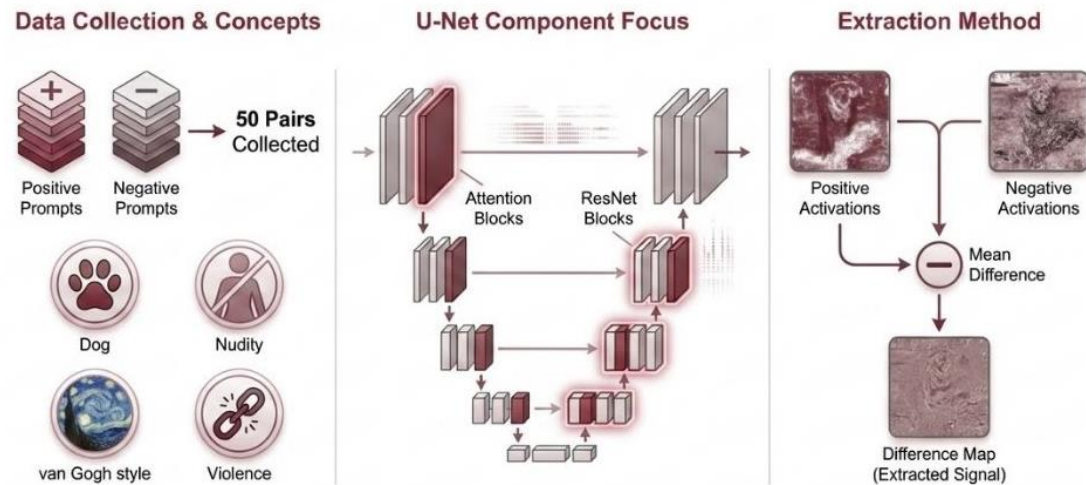 Data Collection & Concepts
50 Pairs
Collected
Positive
Prompts
Negative
Prompts
Dog
Nudity
van Gogh style
Violence
U-Net Component Focus
Attention
Blocks
ResNet
Blocks
Extraction Method
Positive
Activations
Negative
Activations
Mean
Difference
Difference Map
(Extracted Signal)